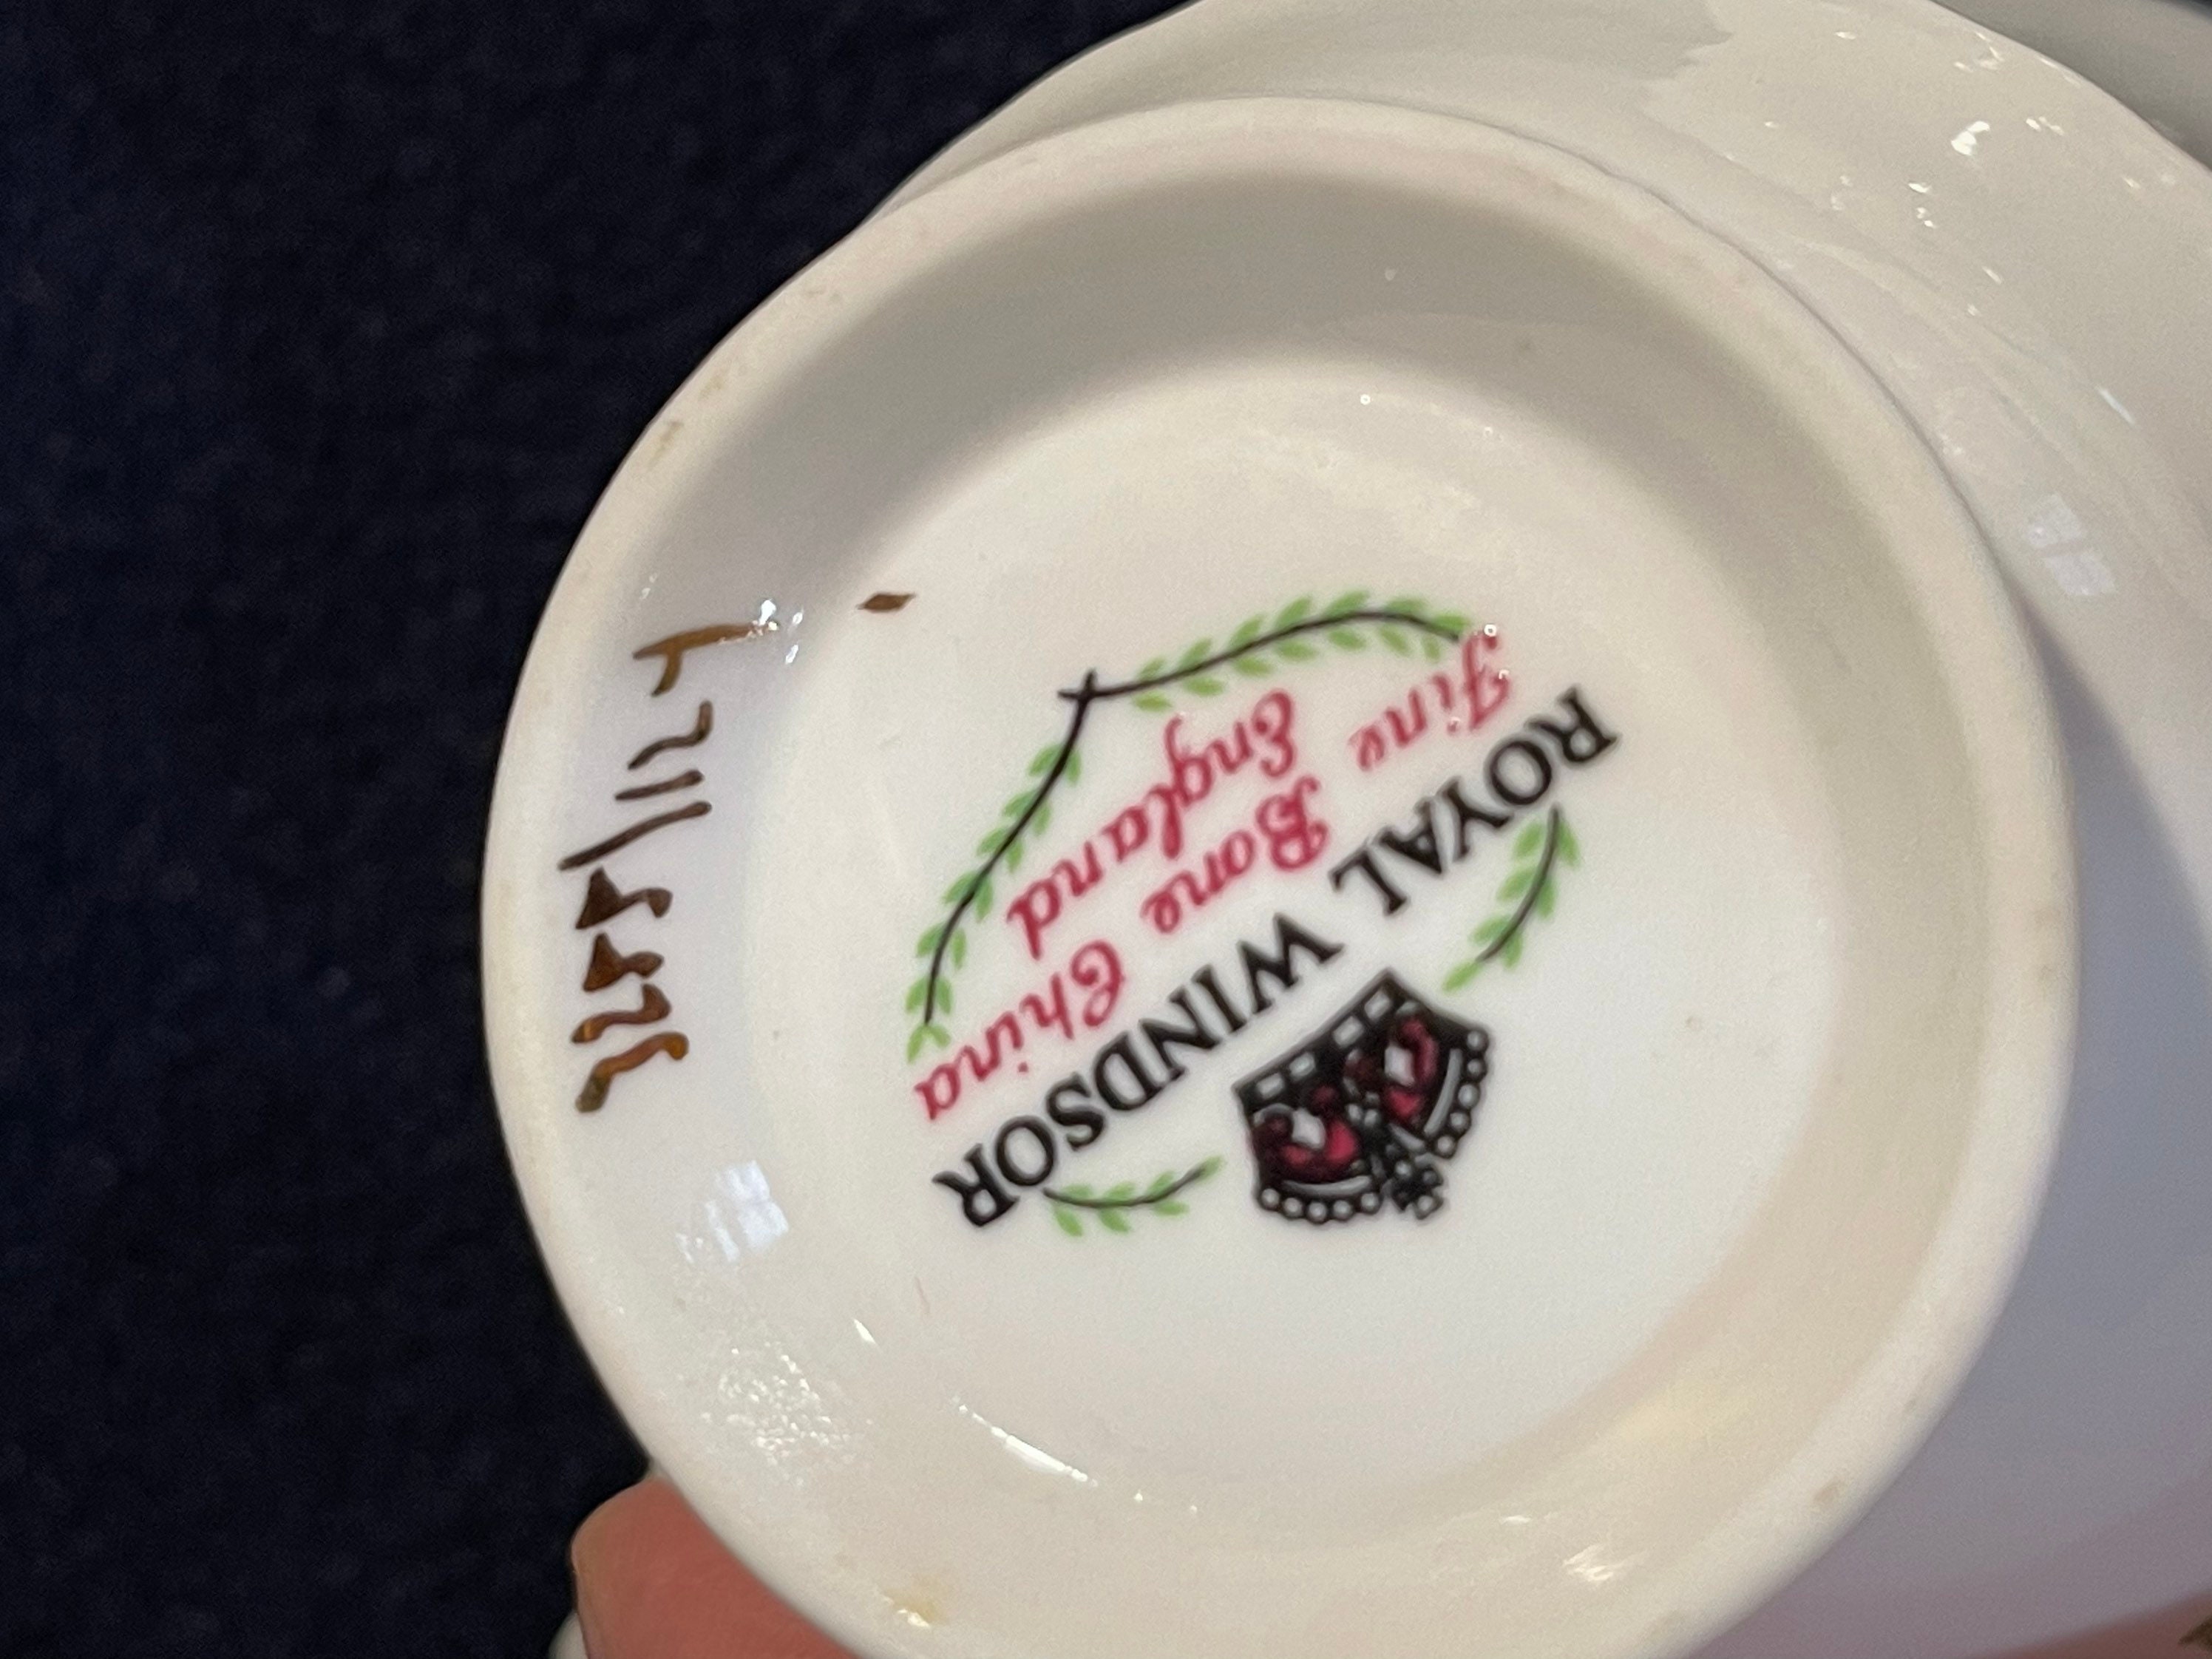 ROYAL WINDSOR
Fine Bone China
England